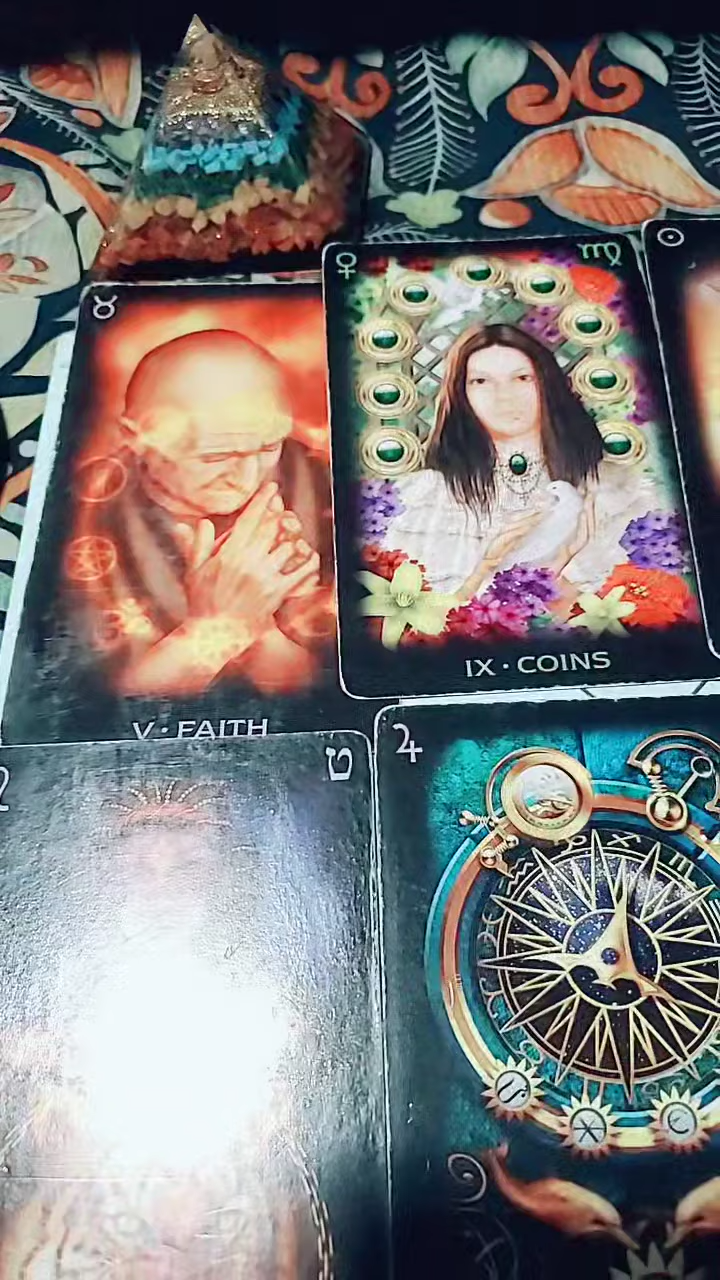 ♉
♀ ♍
☉
V · FAITH
IX · COINS
ט
♃